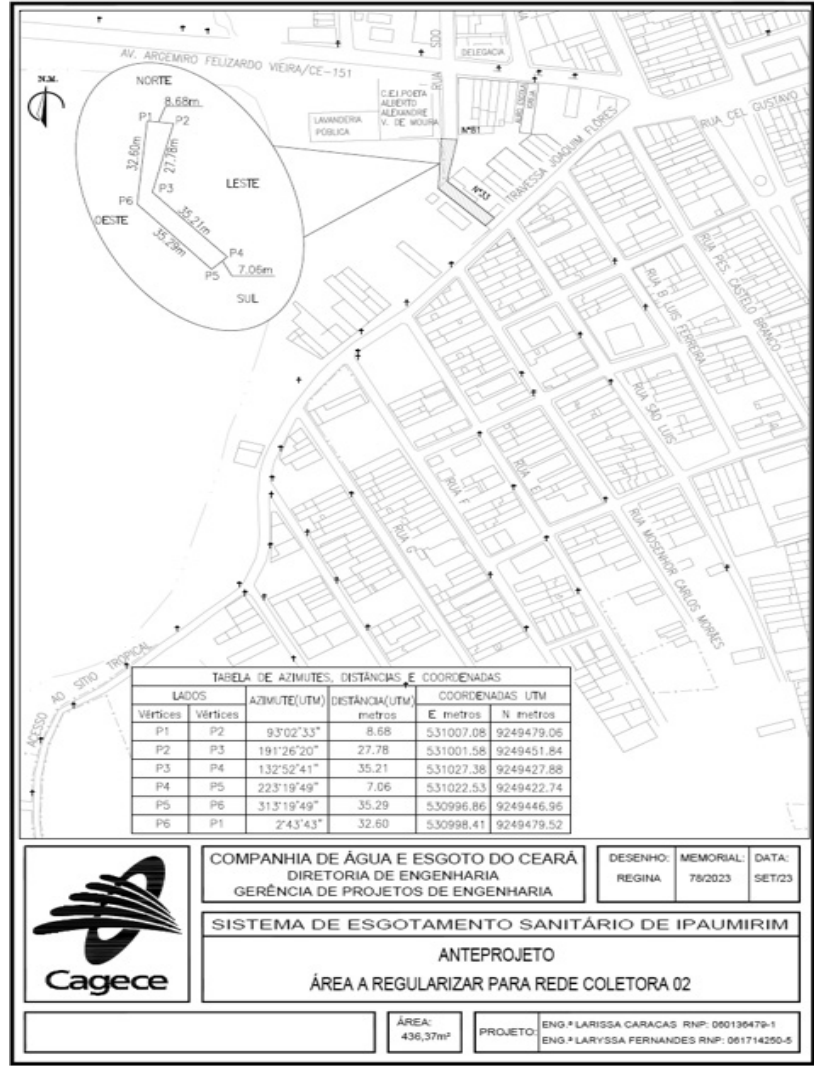 AV. ARGEMIRO FELIZARDO VIEIRA/CE-151
DELEGACIA
RUA SDO
N.M.
NORTE
8.68m
P1
P2
32.60m
27.78m
P3
LESTE
P6
OESTE
35.21m
35.29m
P4
P5
7.06m
SUL
LAVANDERIA
PÚBLICA
C.E.I.POETA
ALBERTO
ALEXANDRE
V. DE MOURA
N°81
N°33
TRAVESSA JOAQUIM FLORES
RUA CEL GUSTAVO L
RUA PES. CASTELO BRANCO
RUA B LUIS FERREIRA
RUA SÃO LUIS
RUA E
RUA F
RUA G
RUA MOSENHOR CARLOS MORAES
ACESSO AO SITIO TROPICAL
TABELA DE AZIMUTES, DISTÂNCIAS E COORDENADAS
LADOS AZIMUTE(UTM) DISTÂNCIA(UTM) metros COORDENADAS UTM
Vértices Vértices E metros N metros
P1 P2 93°02'33" 8.68 531007.08 9249479.06
P2 P3 191°26'20" 27.78 531001.58 9249451.84
P3 P4 132°52'41" 35.21 531027.38 9249427.88
P4 P5 223°19'49" 7.06 531022.53 9249422.74
P5 P6 313°19'49" 35.29 530996.86 9249446.96
P6 P1 2°43'43" 32.60 530998.41 9249479.52
Cagece
COMPANHIA DE ÁGUA E ESGOTO DO CEARÁ
DIRETORIA DE ENGENHARIA
GERÊNCIA DE PROJETOS DE ENGENHARIA
DESENHO:
REGINA
MEMORIAL:
78/2023
DATA:
SET/23
SISTEMA DE ESGOTAMENTO SANITÁRIO DE IPAUMIRIM
ANTEPROJETO
ÁREA A REGULARIZAR PARA REDE COLETORA 02
ÁREA:
436,37m²
PROJETO:
ENG.ª LARISSA CARACAS RNP: 060136479-1
ENG.ª LARYSSA FERNANDES RNP: 061714250-5